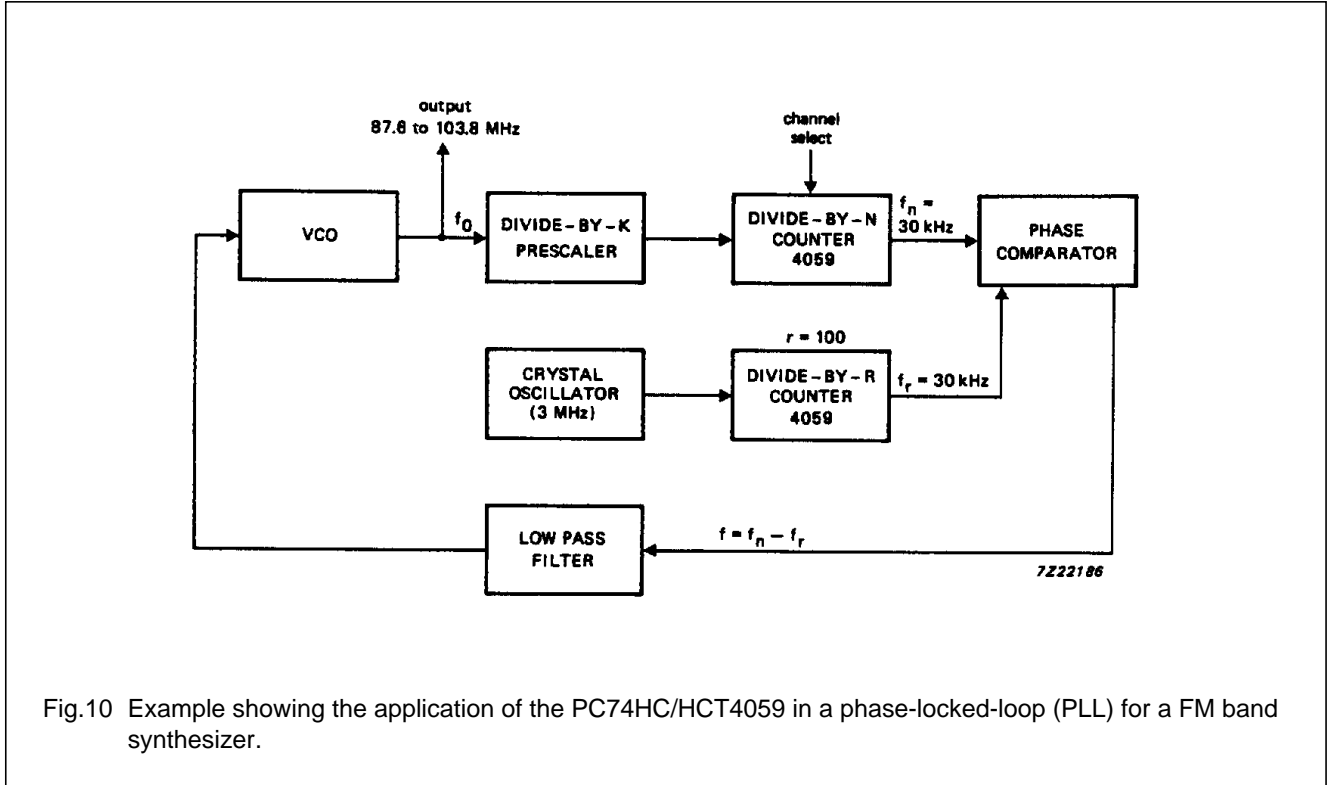 output
87.6 to 103.8 MHz
channel
select
VCO
f0
DIVIDE-BY-K
PRESCALER
DIVIDE-BY-N
COUNTER
4059
fn =
30 kHz
PHASE
COMPARATOR
CRYSTAL
OSCILLATOR
(3 MHz)
r = 100
DIVIDE-BY-R
COUNTER
4059
fr = 30 kHz
LOW PASS
FILTER
f = fn - fr
7Z22186
Fig.10 Example showing the application of the PC74HC/HCT4059 in a phase-locked-loop (PLL) for a FM band
synthesizer.